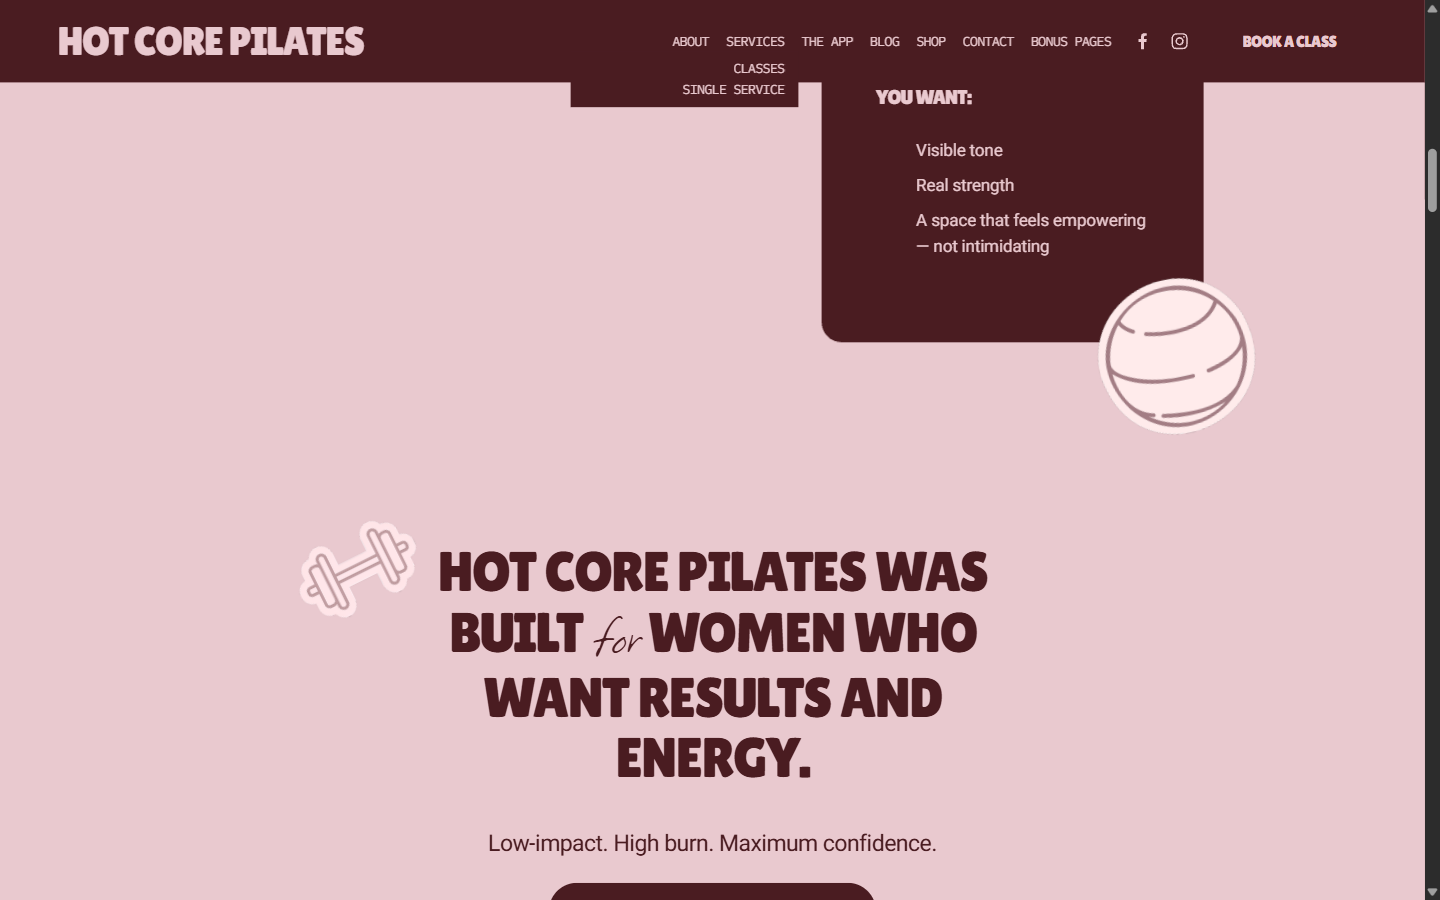 HOT CORE PILATES
ABOUT SERVICES THE APP BLOG SHOP CONTACT BONUS PAGES
BOOK A CLASS
CLASSES
SINGLE SERVICE
YOU WANT:
Visible tone
Real strength
A space that feels empowering
— not intimidating
HOT CORE PILATES WAS
BUILT for WOMEN WHO
WANT RESULTS AND
ENERGY.
Low-impact. High burn. Maximum confidence.